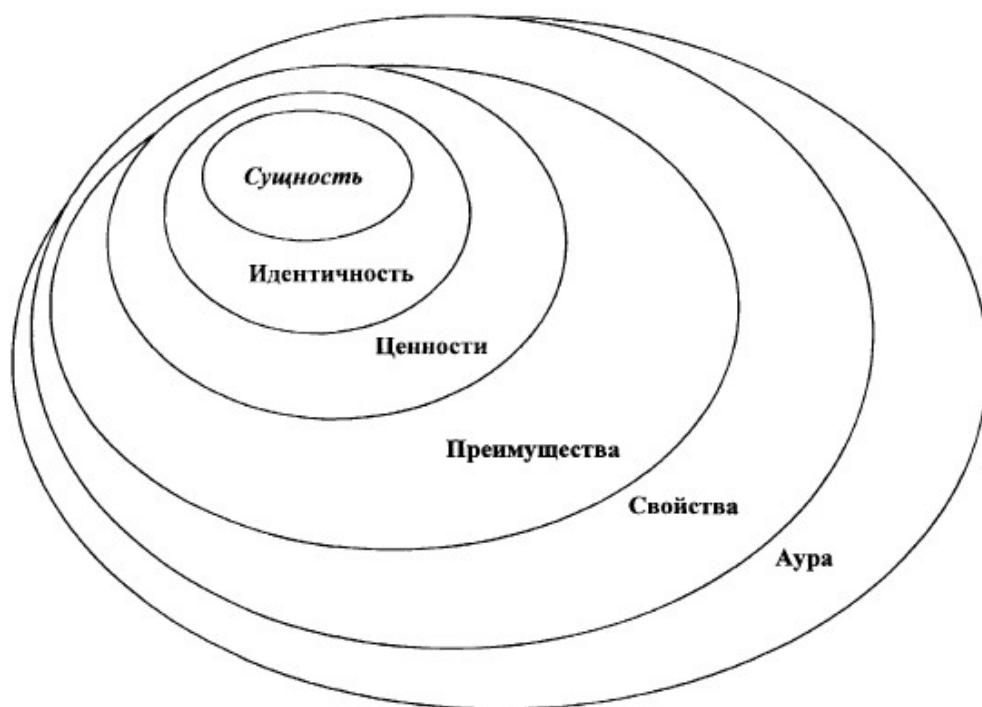 Сущность
Идентичность
Ценности
Преимущества
Свойства
Аура